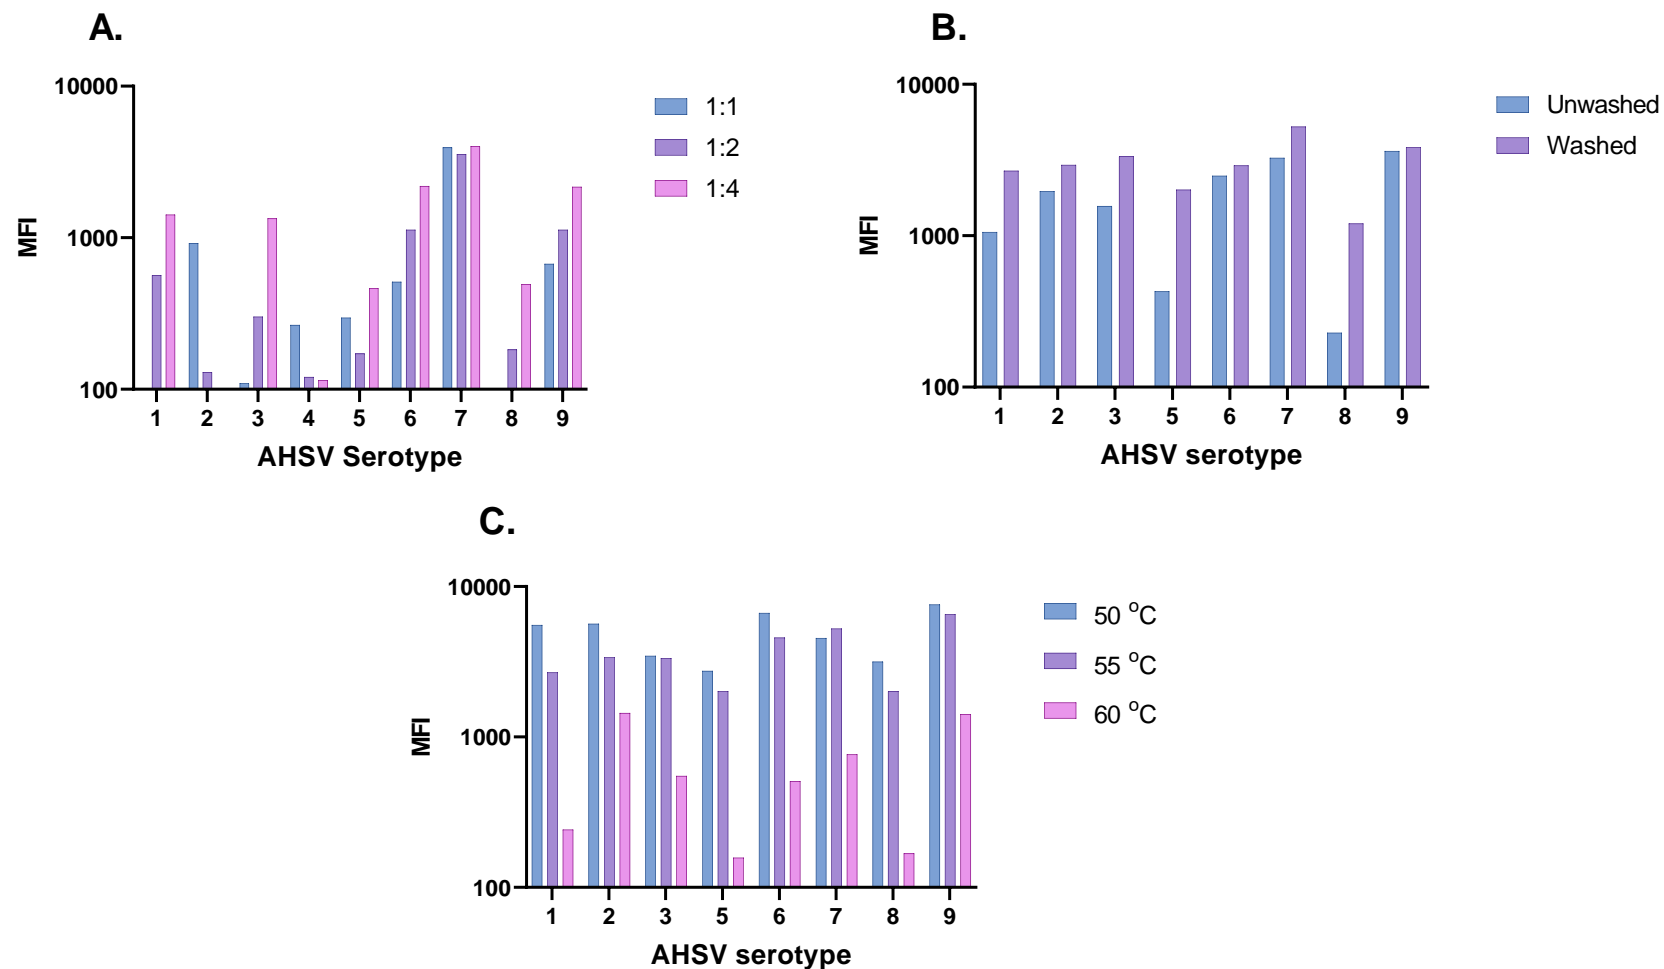 A.
10000
1000
100
MFI
1 2 3 4 5 6 7 8 9
AHSV Serotype
1:1
1:2
1:4
B.
10000
1000
100
MFI
1 2 3 5 6 7 8 9
AHSV serotype
Unwashed
Washed
C.
10000
1000
100
MFI
1 2 3 5 6 7 8 9
AHSV serotype
50 °C
55 °C
60 °C